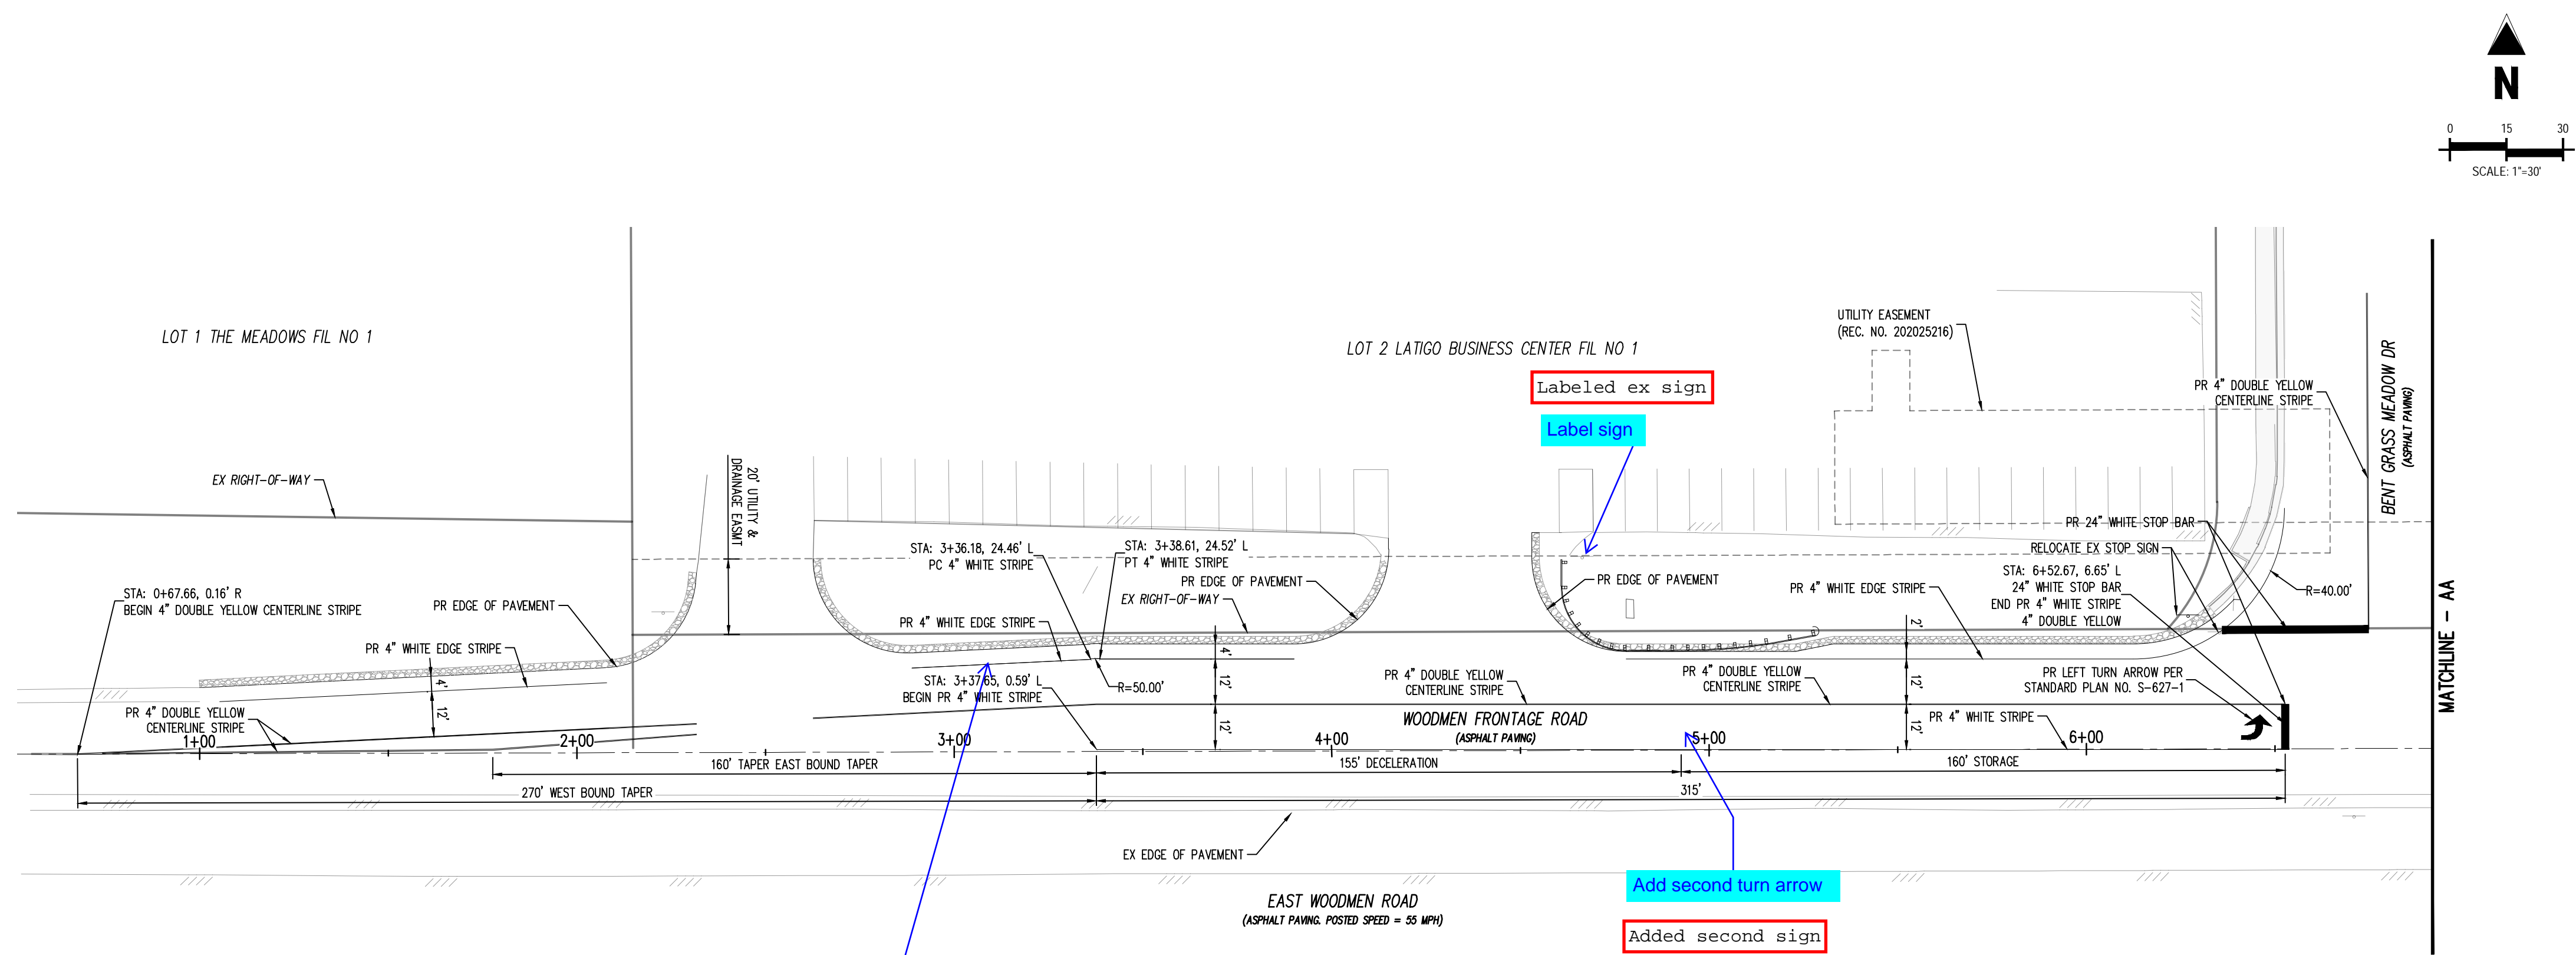 N
0 15 30
SCALE: 1"=30'
LOT 1 THE MEADOWS FIL NO 1
LOT 2 LATIGO BUSINESS CENTER FIL NO 1
Labeled ex sign
Label sign
UTILITY EASEMENT
(REC. NO. 202025216)
PR 4" DOUBLE YELLOW
CENTERLINE STRIPE
BENT GRASS MEADOW DR
(ASPHALT PAVING)
EX RIGHT-OF-WAY
20' UTILITY &
DRAINAGE EASMT
STA: 3+36.18, 24.46' L
PC 4" WHITE STRIPE
STA: 3+38.61, 24.52' L
PT 4" WHITE STRIPE
PR EDGE OF PAVEMENT
EX RIGHT-OF-WAY
PR EDGE OF PAVEMENT
PR 24" WHITE STOP BAR
RELOCATE EX STOP SIGN
STA: 6+52.67, 6.65' L
24" WHITE STOP BAR
END PR 4" WHITE STRIPE
4" DOUBLE YELLOW
PR 4" WHITE EDGE STRIPE
R=40.00'
STA: 0+67.66, 0.16' R
BEGIN 4" DOUBLE YELLOW CENTERLINE STRIPE
PR EDGE OF PAVEMENT
PR 4" WHITE EDGE STRIPE
PR 4" WHITE EDGE STRIPE
4'
12'
4'
12'
12'
2'
12'
12'
STA: 3+37.65, 0.59' L
BEGIN PR 4" WHITE STRIPE
R=50.00'
PR 4" DOUBLE YELLOW
CENTERLINE STRIPE
PR 4" DOUBLE YELLOW
CENTERLINE STRIPE
PR LEFT TURN ARROW PER
STANDARD PLAN NO. S-627-1
PR 4" WHITE STRIPE
PR 4" DOUBLE YELLOW
CENTERLINE STRIPE
WOODMEN FRONTAGE ROAD
(ASPHALT PAVING)
1+00 2+00 3+00 4+00 5+00 6+00
160' TAPER EAST BOUND TAPER
155' DECELERATION
160' STORAGE
270' WEST BOUND TAPER
315'
MATCHLINE - AA
EX EDGE OF PAVEMENT
Add second turn arrow
EAST WOODMEN ROAD
(ASPHALT PAVING. POSTED SPEED = 55 MPH)
Added second sign